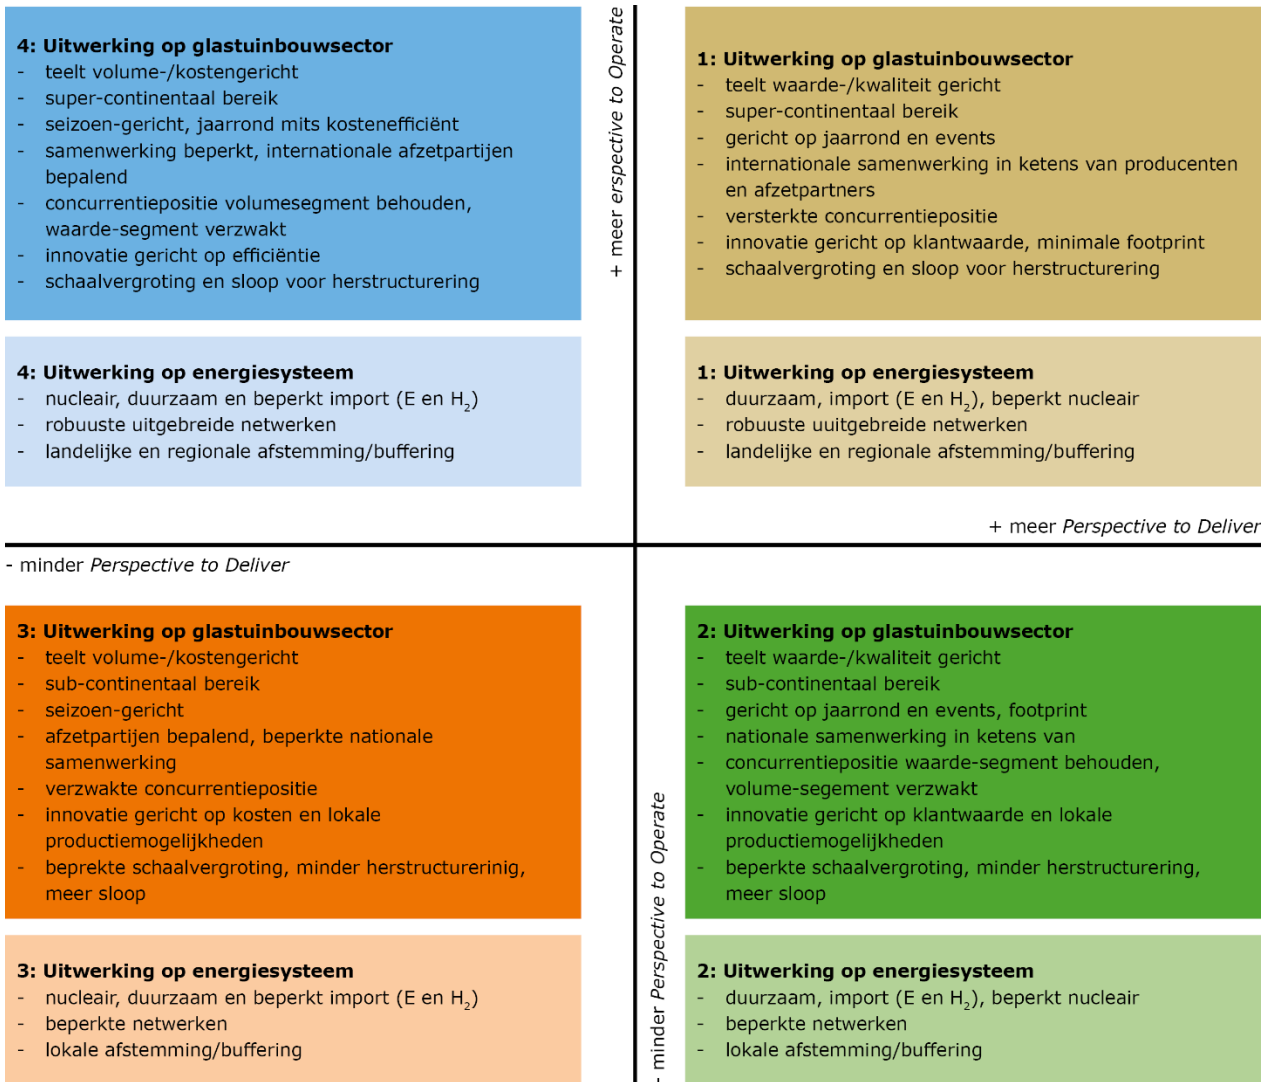 4: Uitwerking op glastuinbouwsector
- teelt volume-/kostengericht
- super-continentaal bereik
- seizoen-gericht, jaarrond mits kostenefficiënt
- samenwerking beperkt, internationale afzetpartijen
bepalend
- concurrentiepositie volumesegment behouden,
waarde-segment verzwakt
- innovatie gericht op efficiëntie
- schaalvergroting en sloop voor herstructurering
4: Uitwerking op energiesysteem
- nucleair, duurzaam en beperkt import (E en H₂)
- robuuste uitgebreide netwerken
- landelijke en regionale afstemming/buffering
+ meer erspective to Operate
1: Uitwerking op glastuinbouwsector
- teelt waarde-/kwaliteit gericht
- super-continentaal bereik
- gericht op jaarrond en events
- internationale samenwerking in ketens van producenten
en afzetpartners
- versterkte concurrentiepositie
- innovatie gericht op klantwaarde, minimale footprint
- schaalvergroting en sloop voor herstructurering
1: Uitwerking op energiesysteem
- duurzaam, import (E en H₂), beperkt nucleair
- robuuste uuitgebreide netwerken
- landelijke en regionale afstemming/buffering
+ meer Perspective to Deliver
- minder Perspective to Deliver
3: Uitwerking op glastuinbouwsector
- teelt volume-/kostengericht
- sub-continentaal bereik
- seizoen-gericht
- afzetpartijen bepalend, beperkte nationale
samenwerking
- verzwakte concurrentiepositie
- innovatie gericht op kosten en lokale
productiemogelijkheden
- beprekte schaalvergroting, minder herstructurerinig,
meer sloop
3: Uitwerking op energiesysteem
- nucleair, duurzaam en beperkt import (E en H₂)
- beperkte netwerken
- lokale afstemming/buffering
- minder Perspective to Operate
2: Uitwerking op glastuinbouwsector
- teelt waarde-/kwaliteit gericht
- sub-continentaal bereik
- gericht op jaarrond en events, footprint
- nationale samenwerking in ketens van
- concurrentiepositie waarde-segment behouden,
volume-segement verzwakt
- innovatie gericht op klantwaarde en lokale
productiemogelijkheden
- beperkte schaalvergroting, minder herstructurering,
meer sloop
2: Uitwerking op energiesysteem
- duurzaam, import (E en H₂), beperkt nucleair
- beperkte netwerken
- lokale afstemming/buffering